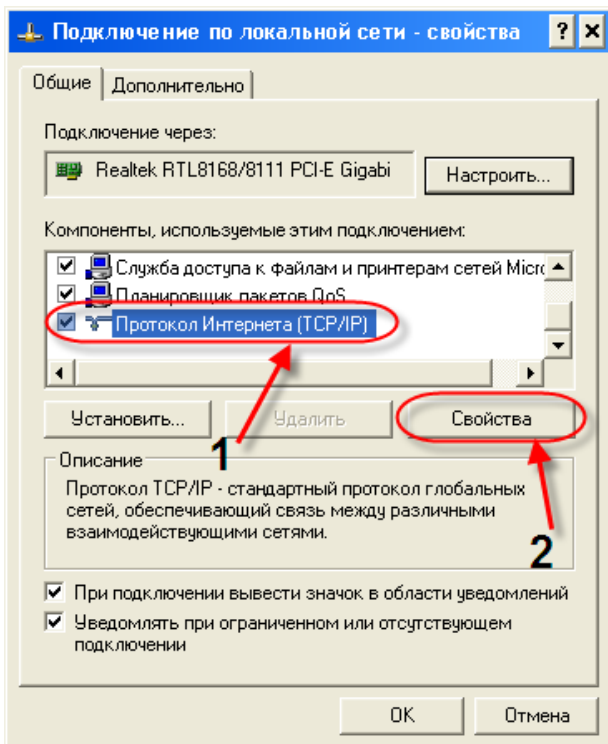 Подключение по локальной сети - свойства
Общие
Дополнительно
Подключение через:
Realtek RTL8168/8111 PCI-E Gigabi
Настроить...
Компоненты, используемые этим подключением:
Служба доступа к файлам и принтерам сетей Micro
Планировщик пакетов QoS
Протокол Интернета (TCP/IP)
Установить...
Удалить
Свойства
1
2
Описание
Протокол TCP/IP - стандартный протокол глобальных
сетей, обеспечивающий связь между различными
взаимодействующими сетями.
При подключении вывести значок в области уведомлений
Уведомлять при ограниченном или отсутствующем
подключении
OK
Отмена